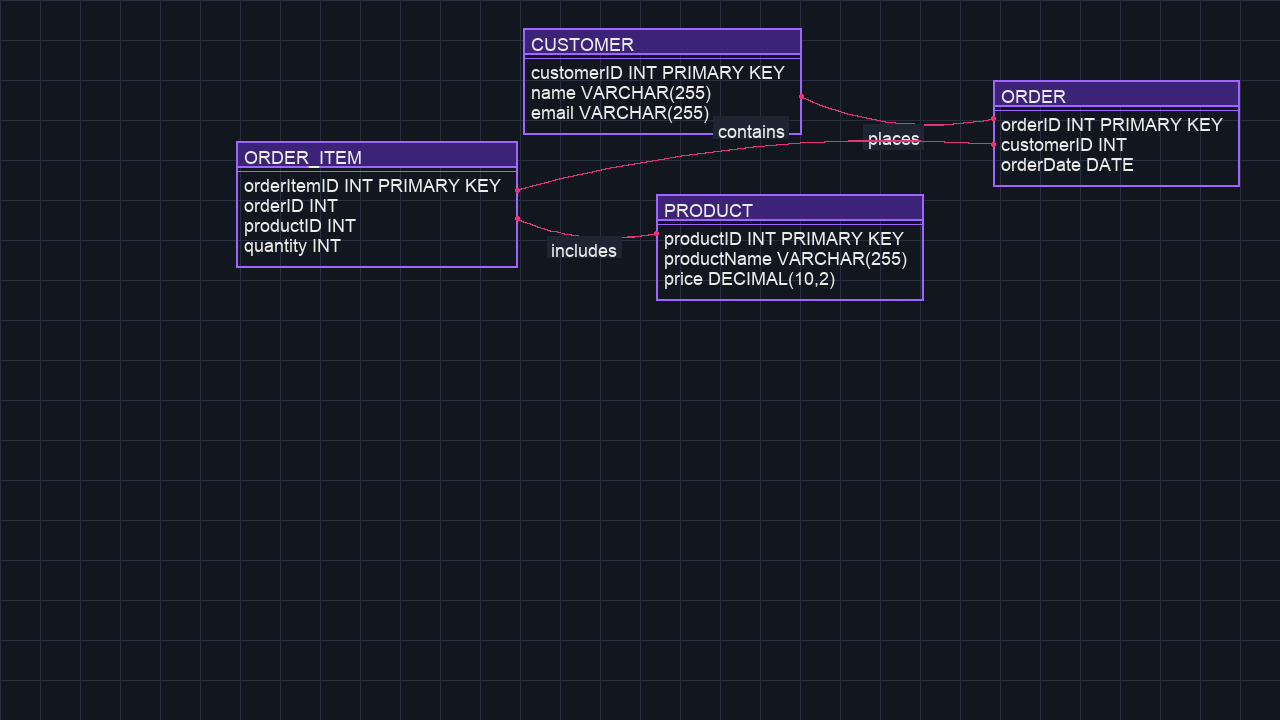 CUSTOMER
customerID INT PRIMARY KEY
name VARCHAR(255)
email VARCHAR(255)
contains
places
ORDER
orderID INT PRIMARY KEY
customerID INT
orderDate DATE
ORDER_ITEM
orderItemID INT PRIMARY KEY
orderID INT
productID INT
quantity INT
includes
PRODUCT
productID INT PRIMARY KEY
productName VARCHAR(255)
price DECIMAL(10,2)